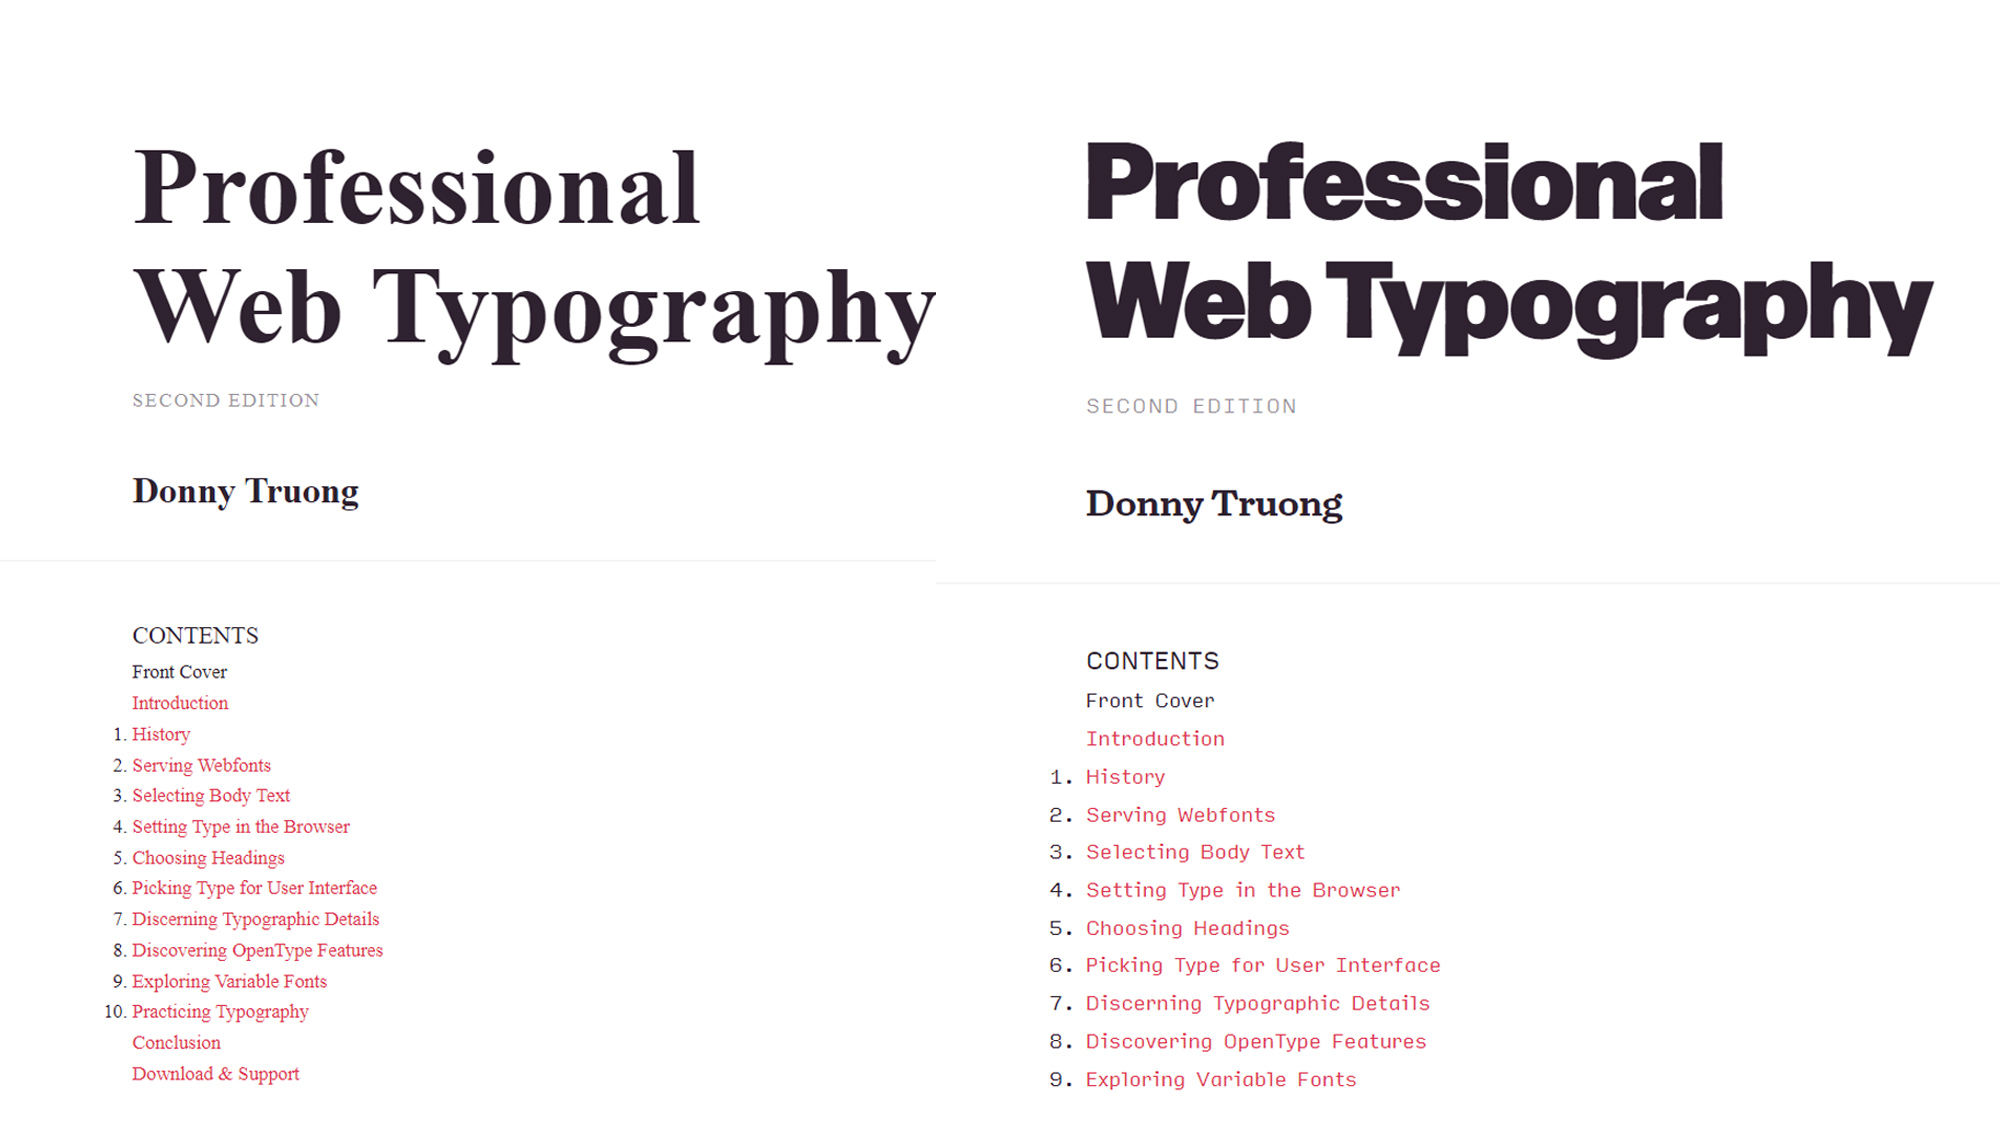 Professional
Web Typography
SECOND EDITION
Donny Truong
CONTENTS
Front Cover
Introduction
1. History
2. Serving Webfonts
3. Selecting Body Text
4. Setting Type in the Browser
5. Choosing Headings
6. Picking Type for User Interface
7. Discerning Typographic Details
8. Discovering OpenType Features
9. Exploring Variable Fonts
10. Practicing Typography
Conclusion
Download & Support
Professional
Web Typography
SECOND EDITION
Donny Truong
CONTENTS
Front Cover
Introduction
1. History
2. Serving Webfonts
3. Selecting Body Text
4. Setting Type in the Browser
5. Choosing Headings
6. Picking Type for User Interface
7. Discerning Typographic Details
8. Discovering OpenType Features
9. Exploring Variable Fonts